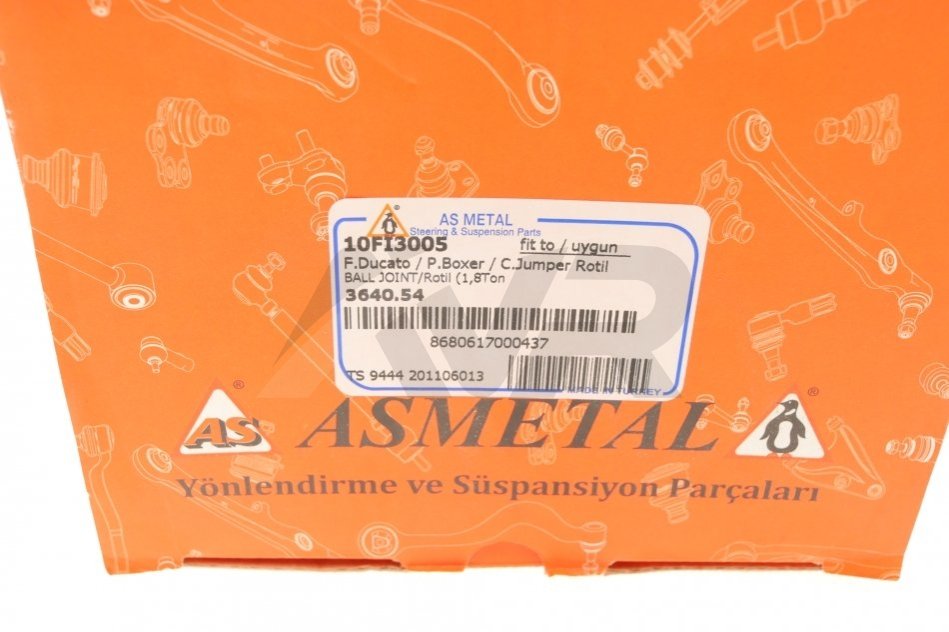 AS METAL
Steering & Suspension Parts
10FI3005 fit to / uygun
F.Ducato / P.Boxer / C.Jumper Rotil
BALL JOINT/Rotil (1,8Ton
3640.54
8680617000437
TS 9444 201106013
MADE IN TURKEY
AVR
AS ® ASMETAL ®
Yönlendirme ve Süspansiyon Parçaları